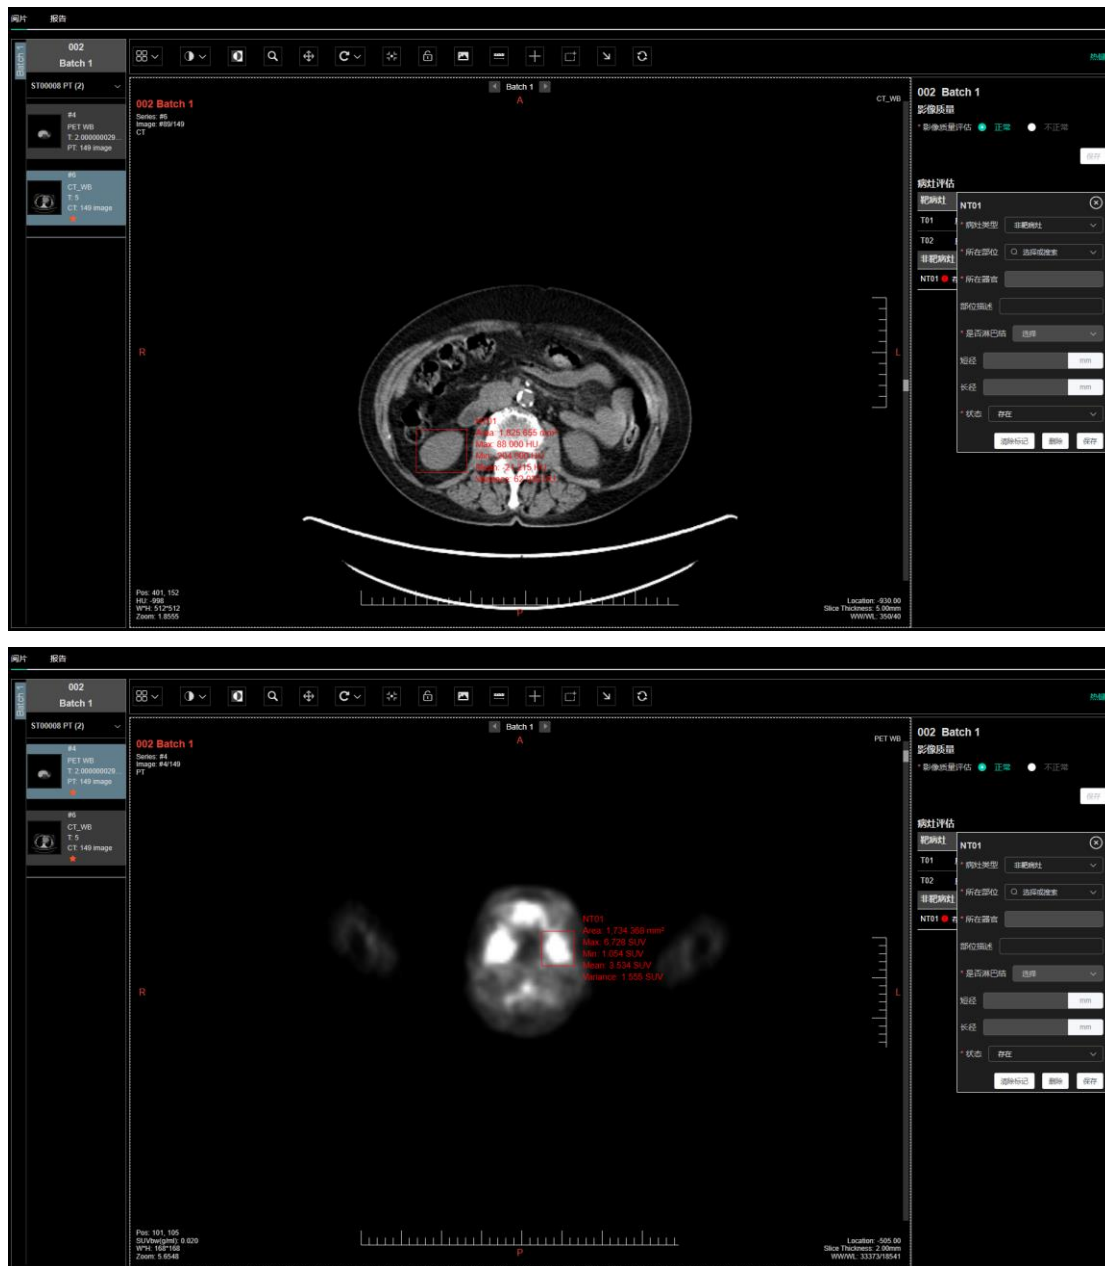 阅片 报告
Batch 1
002
Batch 1
热键
ST00008 PT (2)
#4
PET WB
T: 2.000000029...
PT: 149 image
#6
CT_WB
T: 5
CT: 149 image
Batch 1
A
002 Batch 1
Series: #6
Image: #89/149
CT
CT_WB
R
L
NT01
Max: 88.000 HU
P
Pos: 401, 152
HU: -998
W*H: 512*512
Zoom: 1.8555
Location: -930.00
Slice Thickness: 5.00mm
WW/WL: 350/40
002 Batch 1
影像质量
* 影像质量评估 正常 不正常
保存
病灶评估
靶病灶
T01
T02
非靶病灶
NT01
NT01
* 病灶类型 非靶病灶
* 所在部位 选择或搜索
* 所在器官
部位描述
* 是否淋巴结 选择
短径 mm
长径 mm
* 状态 存在
清除标记 删除 保存
阅片 报告
Batch 1
002
Batch 1
热键
ST00008 PT (2)
#4
PET WB
T: 2.000000029...
PT: 149 image
#6
CT_WB
T: 5
CT: 149 image
Batch 1
A
002 Batch 1
Series: #4
Image: #4/149
PT
PET WB
R
L
NT01
Area: 1,734.369 mm²
Max: 6.726 SUV
Min: 1.054 SUV
Mean: 3.534 SUV
Variance: 1.555 SUV
P
Pos: 101, 105
SUVbw(g/ml): 0.020
W*H: 168*168
Zoom: 5.6548
Location: -505.00
Slice Thickness: 2.00mm
WW/WL: 33373/18541
002 Batch 1
影像质量
* 影像质量评估 正常 不正常
保存
病灶评估
靶病灶
T01
T02
非靶病灶
NT01
NT01
* 病灶类型 非靶病灶
* 所在部位 选择或搜索
* 所在器官
部位描述
* 是否淋巴结 选择
短径 mm
长径 mm
* 状态 存在
清除标记 删除 保存